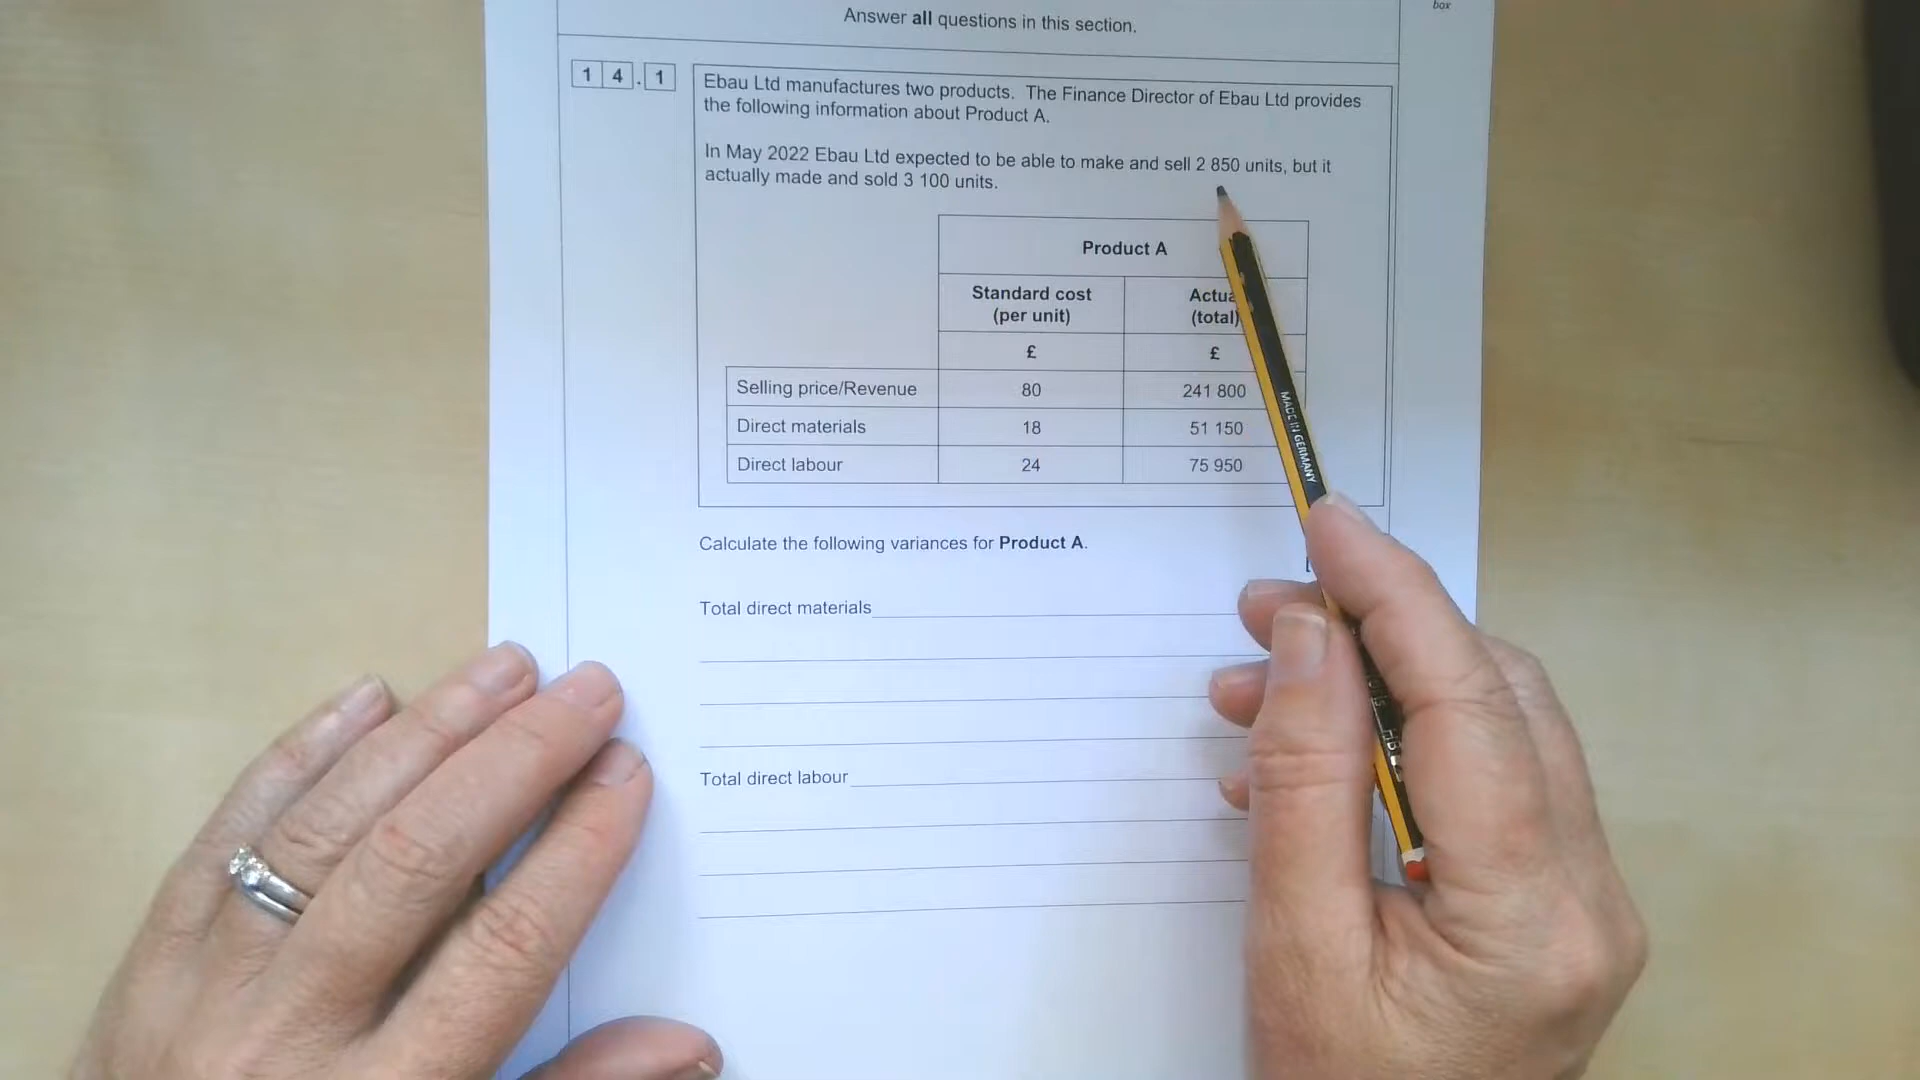 box
Answer all questions in this section.
1 4 . 1
Ebau Ltd manufactures two products. The Finance Director of Ebau Ltd provides
the following information about Product A.
In May 2022 Ebau Ltd expected to be able to make and sell 2 850 units, but it
actually made and sold 3 100 units.
Product A
Standard cost
(per unit)
Actua
(total)
£ £
Selling price/Revenue 80 241 800
Direct materials 18 51 150
Direct labour 24 75 950
Calculate the following variances for Product A.
[
Total direct materials
Total direct labour
MADE IN GERMANY